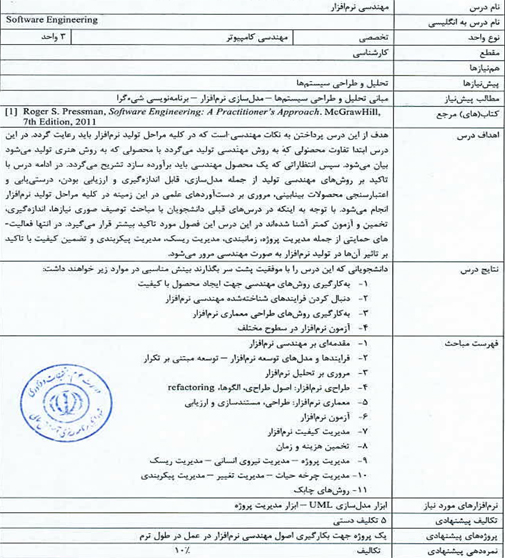 نام درس مهندسی نرم‌افزار
نام درس به انگلیسی Software Engineering
نوع واحد تخصصی مهندسی کامپیوتر ۳ واحد
مقطع کارشناسی
هم‌نیازها
پیش‌نیازها تحلیل و طراحی سیستم‌ها
مطالب پیش‌نیاز مبانی تحلیل و طراحی سیستم‌ها – مدل‌سازی نرم‌افزار – برنامه‌نویسی شی‌ءگرا
کتاب(های) مرجع [1] Roger S. Pressman, Software Engineering: A Practitioner's Approach. McGrawHill,
7th Edition, 2011
اهداف درس هدف از این درس پرداختن به نکات مهندسی است که در کلیه مراحل تولید نرم‌افزار باید رعایت گردد. در این
درس ابتدا تفاوت محصولی که به روش مهندسی تولید می‌گردد با محصولی که به روش هنری تولید می‌شود
بیان می‌شود. سپس انتظاراتی که یک محصول مهندسی باید برآورده سازد تشریح می‌گردد. در ادامه درس با
تاکید بر روش‌های مهندسی تولید از جمله مدل‌سازی، قابل اندازه‌گیری و ارزیابی بودن، درستی‌یابی و
اعتبارسنجی محصولات بینابینی، مروری بر دست‌آوردهای علمی در این زمینه در کلیه مراحل تولید نرم‌افزار
انجام می‌شود. با توجه به اینکه در درس‌های قبلی دانشجویان با مباحث توصیف صوری نیازها، اندازه‌گیری،
تخمین و آزمون کمتر آشنا شده‌اند در این درس این فصول مورد تاکید بیشتر قرار می‌گیرد. در انتها فعالیت-
های حمایتی از جمله مدیریت پروژه، زمانبندی، مدیریت ریسک، مدیریت پیکربندی و تضمین کیفیت با تاکید
بر تاثیر آن‌ها در تولید نرم‌افزار به صورت مهندسی مرور می‌شود.
نتایج درس دانشجویانی که این درس را با موفقیت پشت سر بگذارند بینش مناسبی در موارد زیر خواهند داشت:
۱- به‌کارگیری روش‌های مهندسی جهت ایجاد محصول با کیفیت
۲- دنبال کردن فرایندهای شناخته‌شده مهندسی نرم‌افزار
۳- به‌کارگیری روش‌های طراحی معماری نرم‌افزار
۴- آزمون نرم‌افزار در سطوح مختلف
فهرست مباحث ۱- مقدمه‌ای بر مهندسی نرم‌افزار
۲- فرایندها و مدل‌های توسعه نرم‌افزار – توسعه مبتنی بر تکرار
۳- مروری بر تحلیل نرم‌افزار
۴- طراحی نرم‌افزار: اصول طراحی، الگوها، refactoring
۵- معماری نرم‌افزار: طراحی، مستندسازی و ارزیابی
۶- آزمون نرم‌افزار
۷- مدیریت کیفیت نرم‌افزار
۸- تخمین هزینه و زمان
۹- مدیریت پروژه – مدیریت نیروی انسانی – مدیریت ریسک
۱۰- مدیریت چرخه حیات – مدیریت تغییر – مدیریت پیکربندی
۱۱- روش‌های چابک
نرم‌افزارهای مورد نیاز ابزار مدل‌سازی UML – ابزار مدیریت پروژه
تکالیف پیشنهادی ۵ تکلیف دستی
پروژه‌های پیشنهادی یک پروژه جهت بکارگیری اصول مهندسی نرم‌افزار در عمل در طول ترم
نمره‌دهی پیشنهادی تکالیف ۱۰٪